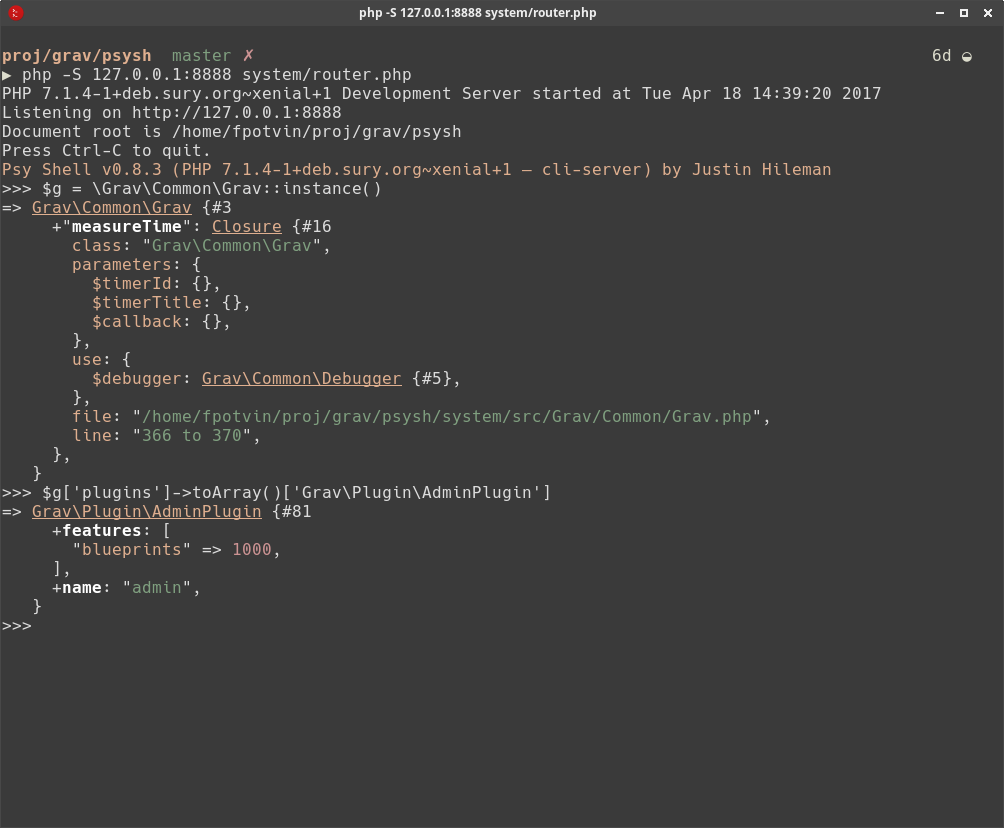 php -S 127.0.0.1:8888 system/router.php
proj/grav/psysh master ✗ 6d ◒
▶ php -S 127.0.0.1:8888 system/router.php
PHP 7.1.4-1+deb.sury.org~xenial+1 Development Server started at Tue Apr 18 14:39:20 2017
Listening on http://127.0.0.1:8888
Document root is /home/fpotvin/proj/grav/psysh
Press Ctrl-C to quit.
Psy Shell v0.8.3 (PHP 7.1.4-1+deb.sury.org~xenial+1 — cli-server) by Justin Hileman
>>> $g = \Grav\Common\Grav::instance()
=> Grav\Common\Grav {#3
     +"measureTime": Closure {#16
       class: "Grav\Common\Grav",
       parameters: {
         $timerId: {},
         $timerTitle: {},
         $callback: {},
       },
       use: {
         $debugger: Grav\Common\Debugger {#5},
       },
       file: "/home/fpotvin/proj/grav/psysh/system/src/Grav/Common/Grav.php",
       line: "366 to 370",
     },
   }
>>> $g['plugins']->toArray()['Grav\Plugin\AdminPlugin']
=> Grav\Plugin\AdminPlugin {#81
     +features: [
       "blueprints" => 1000,
     ],
     +name: "admin",
   }
>>>